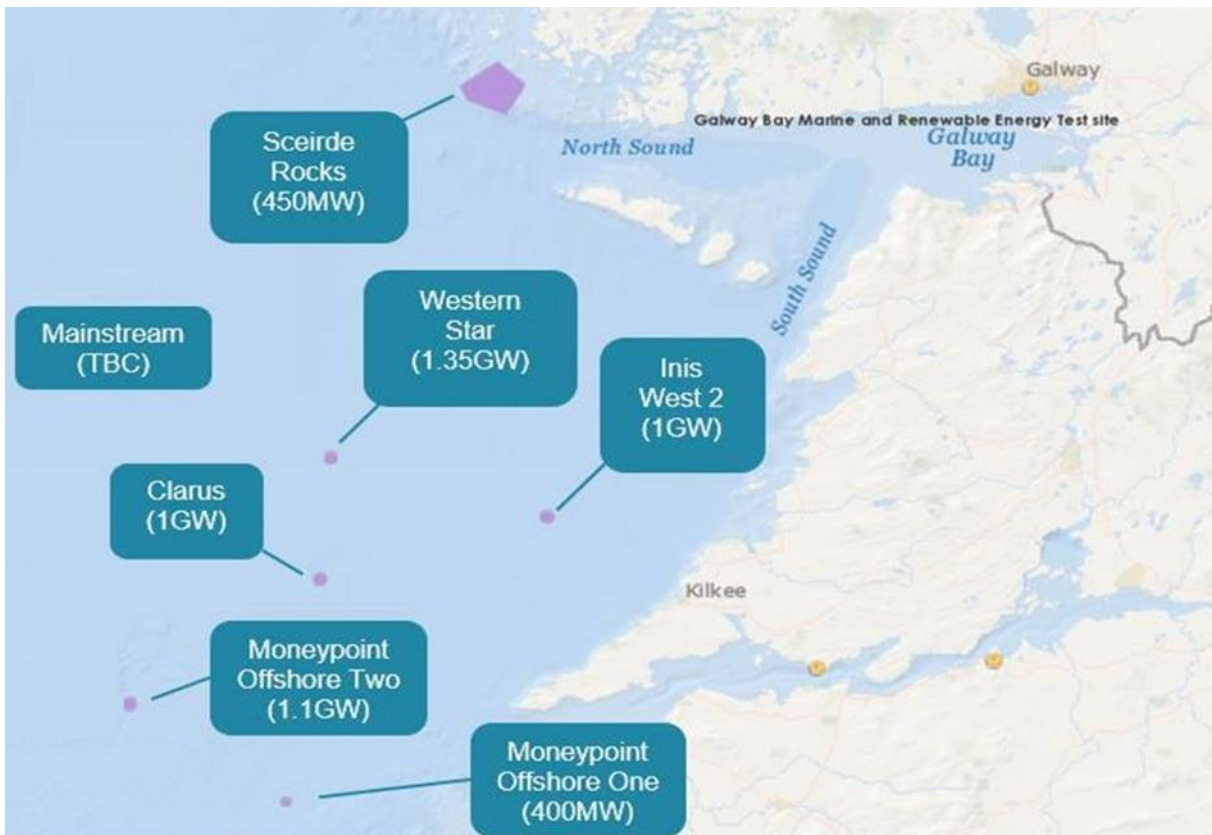 Galway
Galway Bay Marine and Renewable Energy Test site
Sceirde
Rocks
(450MW)
North Sound
Galway
Bay
South Sound
Western
Star
(1.35GW)
Mainstream
(TBC)
Inis
West 2
(1GW)
Clarus
(1GW)
Kilkee
Moneypoint
Offshore Two
(1.1GW)
Moneypoint
Offshore One
(400MW)